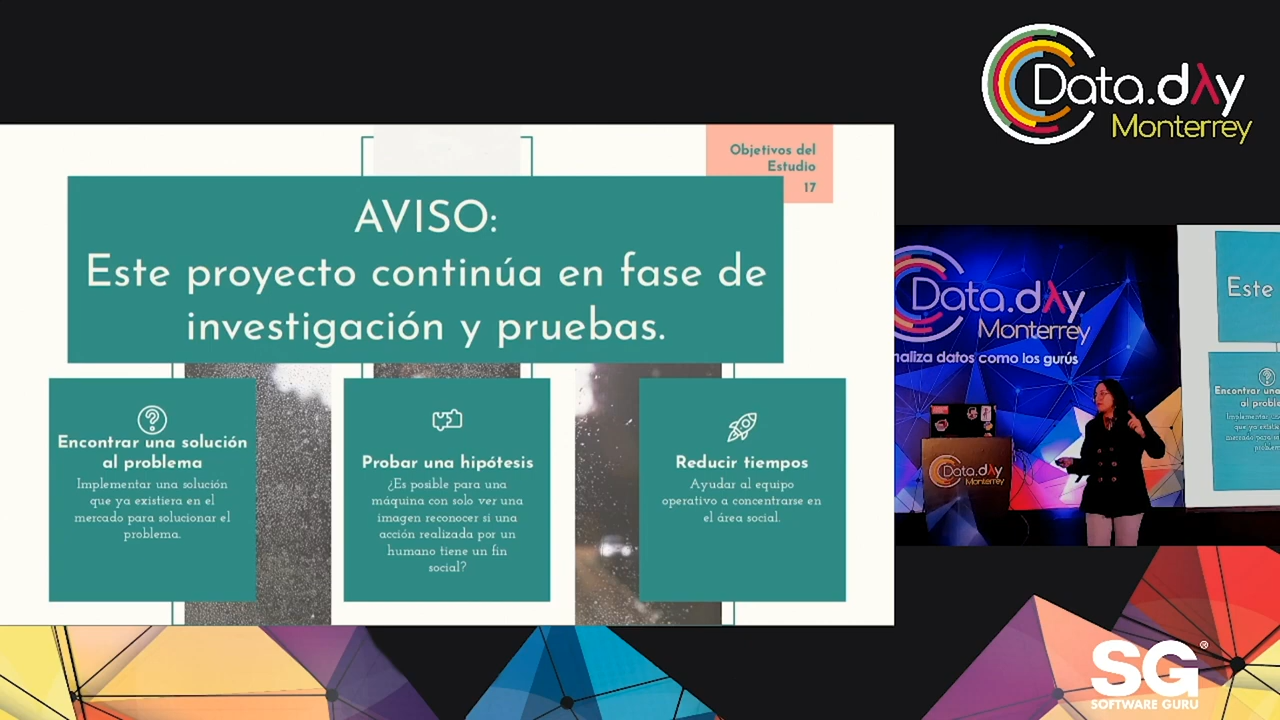 Data.dλy
Monterrey
Objetivos del
Estudio
17
AVISO:
Este proyecto continúa en fase de
investigación y pruebas.
Encontrar una solución
al problema
Implementar una solución
que ya existiera en el
mercado para solucionar el
problema.
Probar una hipótesis
¿Es posible para una
máquina con solo ver una
imagen reconocer si una
acción realizada por un
humano tiene un fin
social?
Reducir tiempos
Ayudar al equipo
operativo a concentrarse en
el área social.
Data.dλy
Monterrey
naliza datos como los gurús
Este
Encontrar una
al proble
Data.dλy
Monterrey
SG®
SOFTWARE GURU